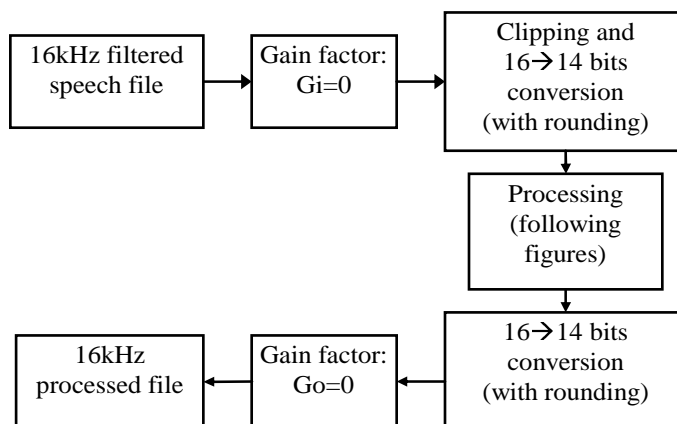 16kHz filtered
speech file
Gain factor:
Gi=0
Clipping and
16→14 bits
conversion
(with rounding)
Processing
(following
figures)
16→14 bits
conversion
(with rounding)
Gain factor:
Go=0
16kHz
processed file